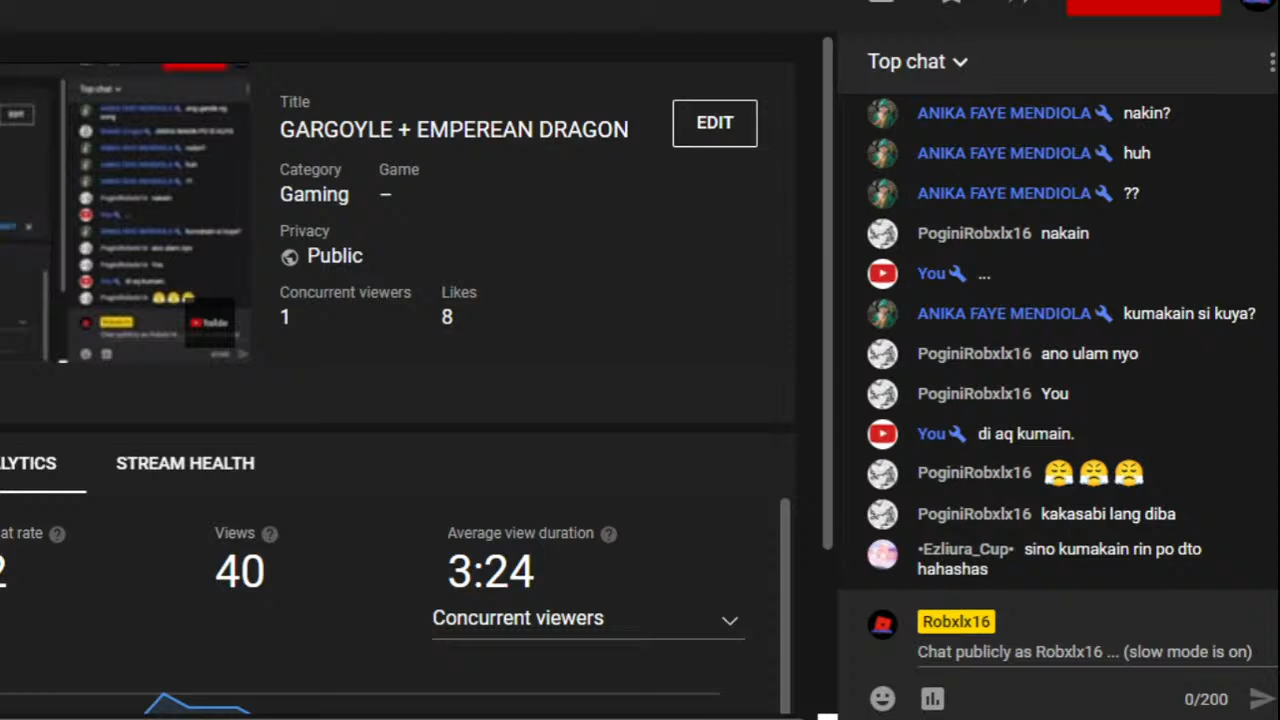 Title
GARGOYLE + EMPEREAN DRAGON
EDIT
Category Game
Gaming –
Privacy
Public
Concurrent viewers Likes
1 8
LYTICS STREAM HEALTH
at rate Views Average view duration
2 40 3:24
Concurrent viewers
Top chat
ANIKA FAYE MENDIOLA nakin?
ANIKA FAYE MENDIOLA huh
ANIKA FAYE MENDIOLA ??
PoginiRobxlx16 nakain
You ...
ANIKA FAYE MENDIOLA kumakain si kuya?
PoginiRobxlx16 ano ulam nyo
PoginiRobxlx16 You
You di aq kumain.
PoginiRobxlx16 😤😤😤
PoginiRobxlx16 kakasabi lang diba
•Ezliura_Cup• sino kumakain rin po dto
hahashas
Robxlx16
Chat publicly as Robxlx16 ... (slow mode is on)
0/200